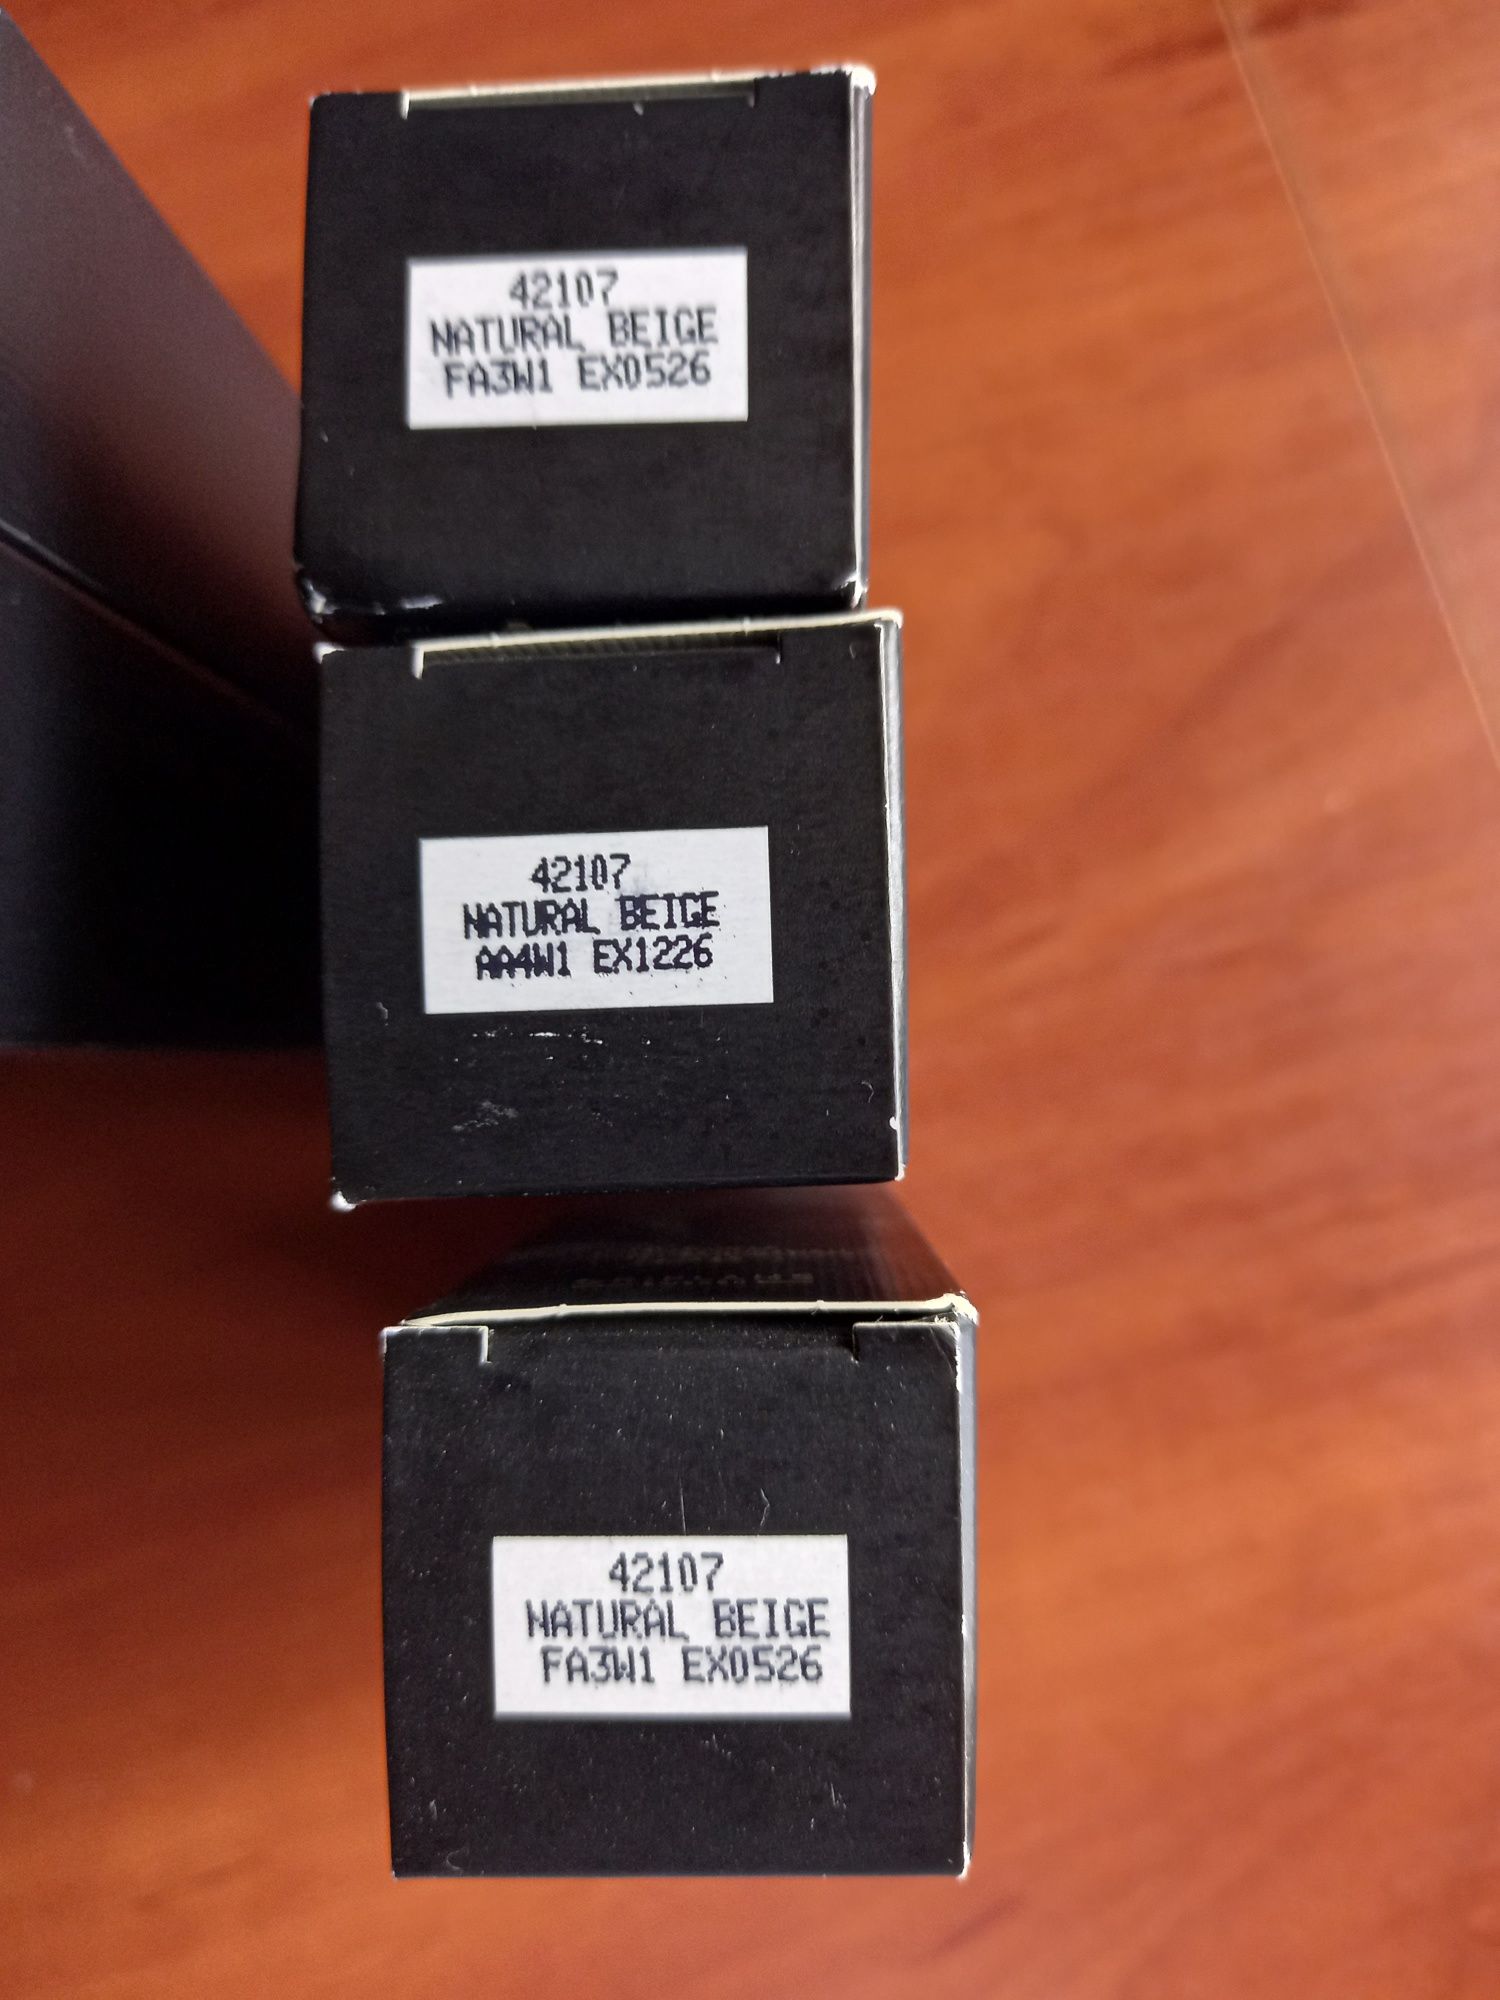 42107
NATURAL BEIGE
FA3W1 EX0526
42107
NATURAL BEIGE
AA4W1 EX1226
42107
NATURAL BEIGE
FA3W1 EX0526